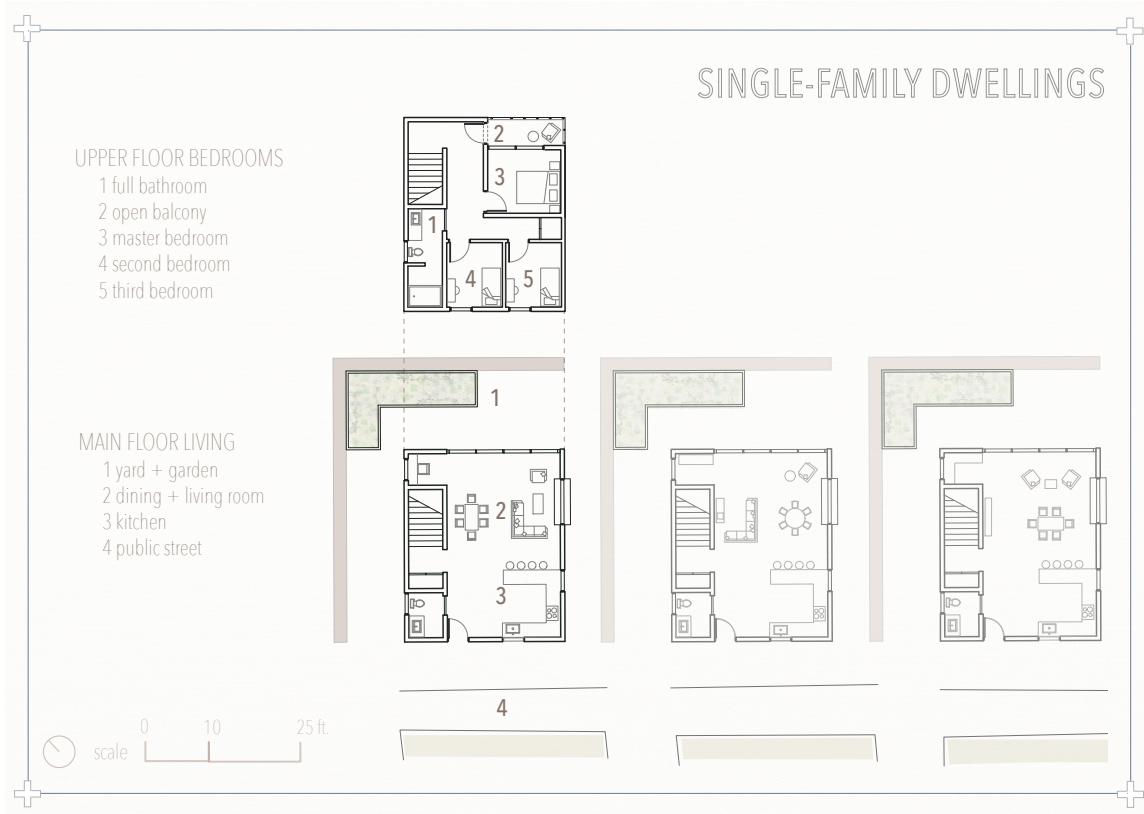 SINGLE-FAMILY DWELLINGS
UPPER FLOOR BEDROOMS
1 full bathroom
2 open balcony
3 master bedroom
4 second bedroom
5 third bedroom
2
3
1
4
5
MAIN FLOOR LIVING
1 yard + garden
2 dining + living room
3 kitchen
4 public street
1
2
3
4
scale
0
10
25 ft.